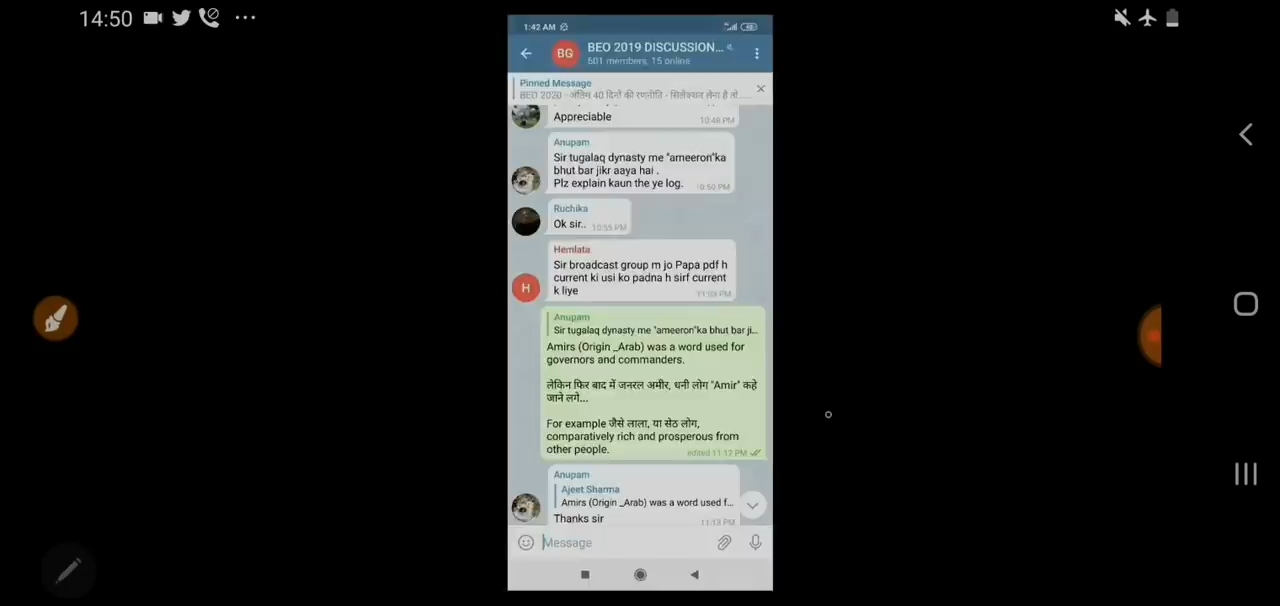 14:50
1:42 AM
BG
BEO 2019 DISCUSSION...
501 members, 15 online
Pinned Message
BEO 2020 - अंतिम 40 दिनों की रणनीति - सिलेक्शन लेना है तो.....
Appreciable
10:48 PM
Anupam
Sir tugalaq dynasty me "ameeron"ka
bhut bar jikr aaya hai .
Plz explain kaun the ye log.
10:50 PM
Ruchika
Ok sir..
10:55 PM
Hemlata
Sir broadcast group m jo Papa pdf h
current ki usi ko padna h sirf current
k liye
11:03 PM
H
Anupam
Sir tugalaq dynasty me "ameeron"ka bhut bar ji...
Amirs (Origin _Arab) was a word used for
governors and commanders.
लेकिन फिर बाद में जनरल अमीर, धनी लोग "Amir" कहे
जाने लगे...
For example जैसे लाला, या सेठ लोग,
comparatively rich and prosperous from
other people.
edited 11:12 PM
Anupam
Ajeet Sharma
Amirs (Origin _Arab) was a word used f...
Thanks sir
11:13 PM
Message